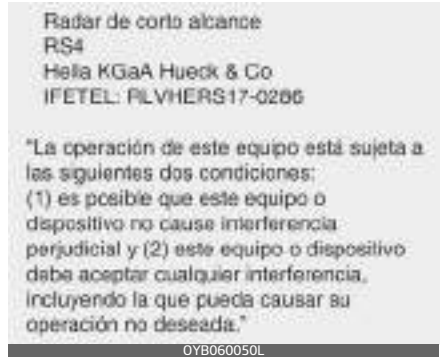 Radar de corto alcance
RS4
Hella KGaA Hueck & Co
IFETEL: RLVHERS17-0286
"La operación de este equipo está sujeta a
las siguientes dos condiciones:
(1) es posible que este equipo o
dispositivo no cause interferencia
perjudicial y (2) este equipo o dispositivo
debe aceptar cualquier interferencia,
incluyendo la que pueda causar su
operación no deseada."
OYB060050L